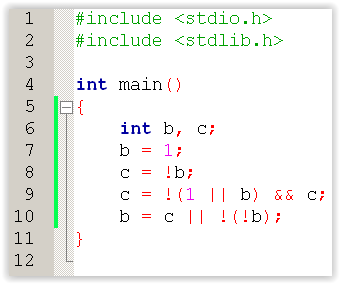 1 #include <stdio.h>
2 #include <stdlib.h>
3
4 int main()
5 {
6 int b, c;
7 b = 1;
8 c = !b;
9 c = !(1 || b) && c;
10 b = c || !(!b);
11 }
12